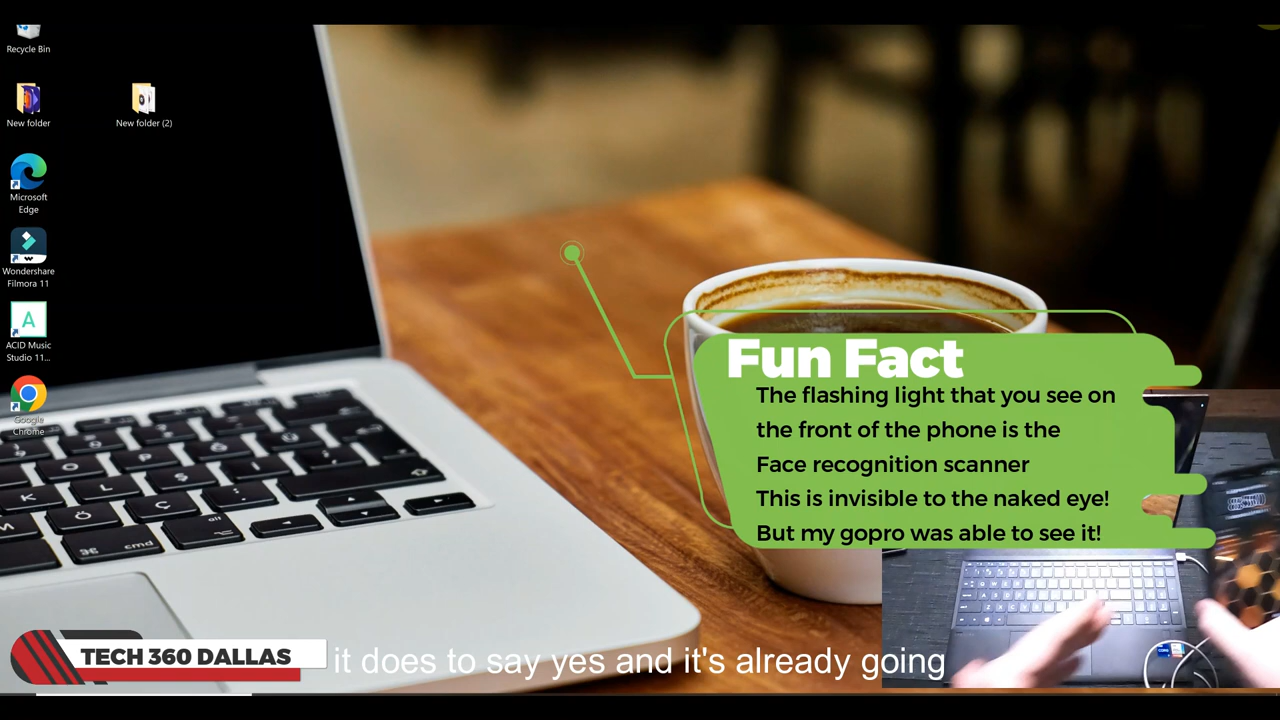 Recycle Bin
New folder
New folder (2)
Microsoft
Edge
Wondershare
Filmora 11
ACID Music
Studio 11...
Google
Chrome
Fun Fact
The flashing light that you see on
the front of the phone is the
Face recognition scanner
This is invisible to the naked eye!
But my gopro was able to see it!
TECH 360 DALLAS
it does to say yes and it's already going